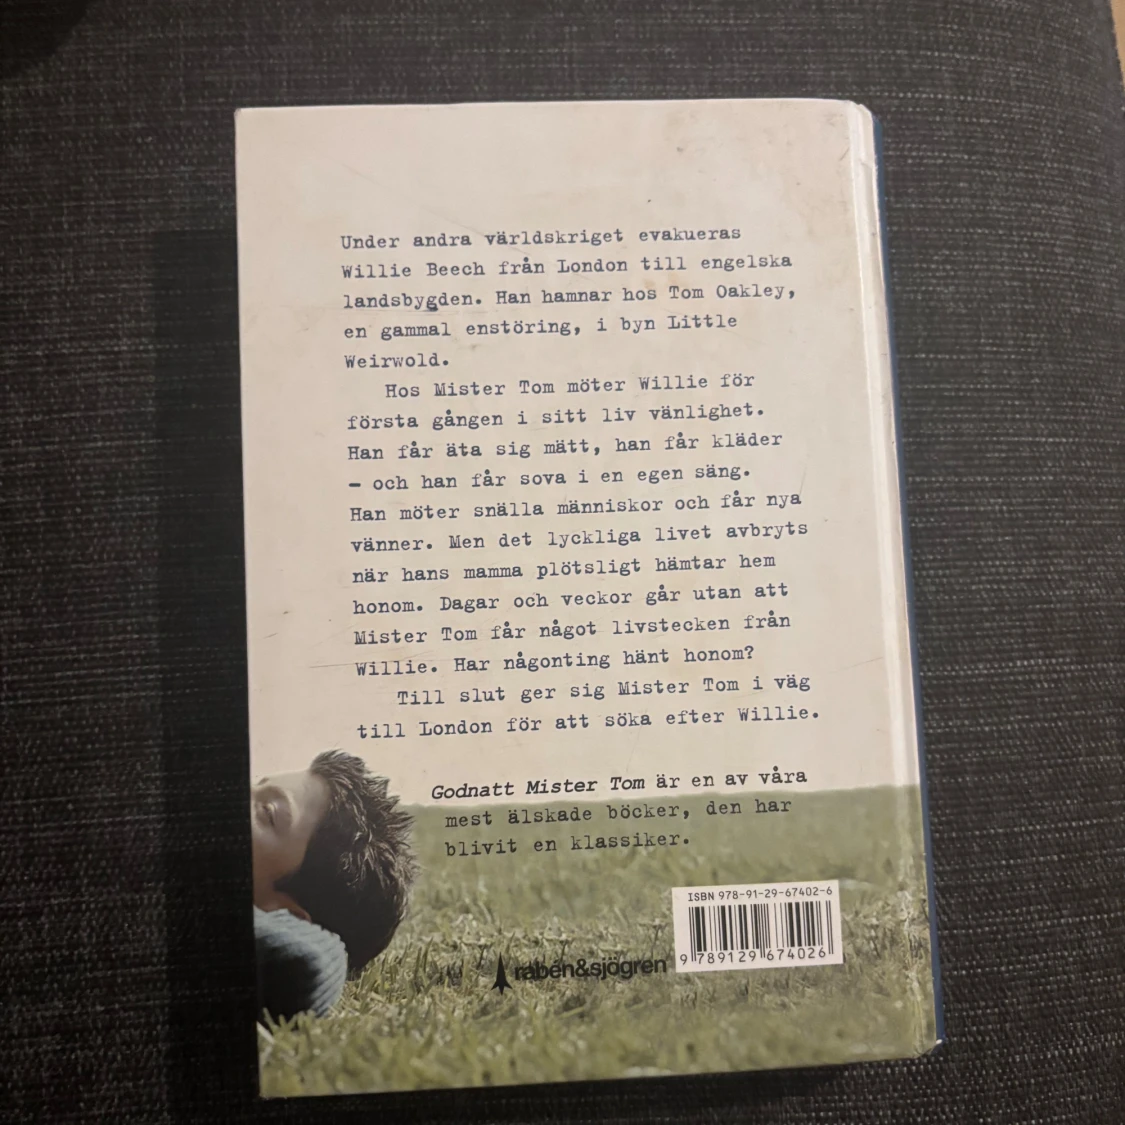 Under andra världskriget evakueras
Willie Beech från London till engelska
landsbygden. Han hamnar hos Tom Oakley,
en gammal enstöring, i byn Little
Weirwold.
Hos Mister Tom möter Willie för
första gången i sitt liv vänlighet.
Han får äta sig mätt, han får kläder
– och han får sova i en egen säng.
Han möter snälla människor och får nya
vänner. Men det lyckliga livet avbryts
när hans mamma plötsligt hämtar hem
honom. Dagar och veckor går utan att
Mister Tom får något livstecken från
Willie. Har någonting hänt honom?
Till slut ger sig Mister Tom i väg
till London för att söka efter Willie.
Godnatt Mister Tom är en av våra
mest älskade böcker, den har
blivit en klassiker.
ISBN 978-91-29-67402-6
9 789129 674026
rabén&sjögren